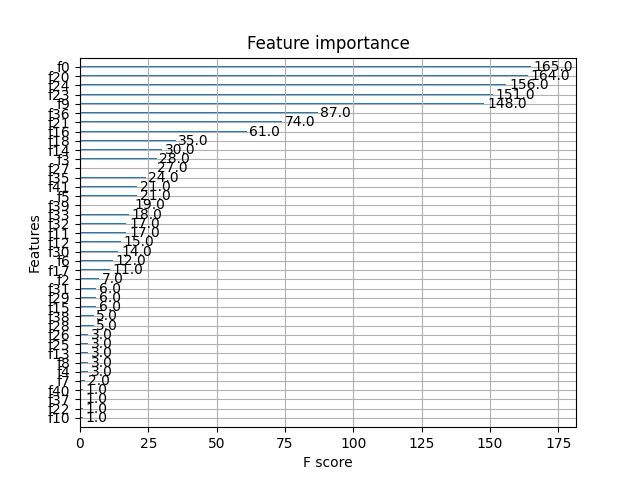 Feature importance
f0 165.0
f20 164.0
f24 156.0
f23 151.0
f9 148.0
f36 87.0
f21 74.0
f16 61.0
f18 35.0
f14 30.0
f3 28.0
f27 27.0
f35 24.0
f41 21.0
f5 21.0
f39 19.0
f33 18.0
f32 17.0
f11 17.0
f12 15.0
f30 14.0
f6 12.0
f17 11.0
f2 7.0
f31 6.0
f29 6.0
f15 6.0
f38 5.0
f28 5.0
f26 3.0
f25 3.0
f13 3.0
f8 3.0
f4 3.0
f7 2.0
f40 1.0
f37 1.0
f22 1.0
f10 1.0
Features
0 25 50 75 100 125 150 175
F score